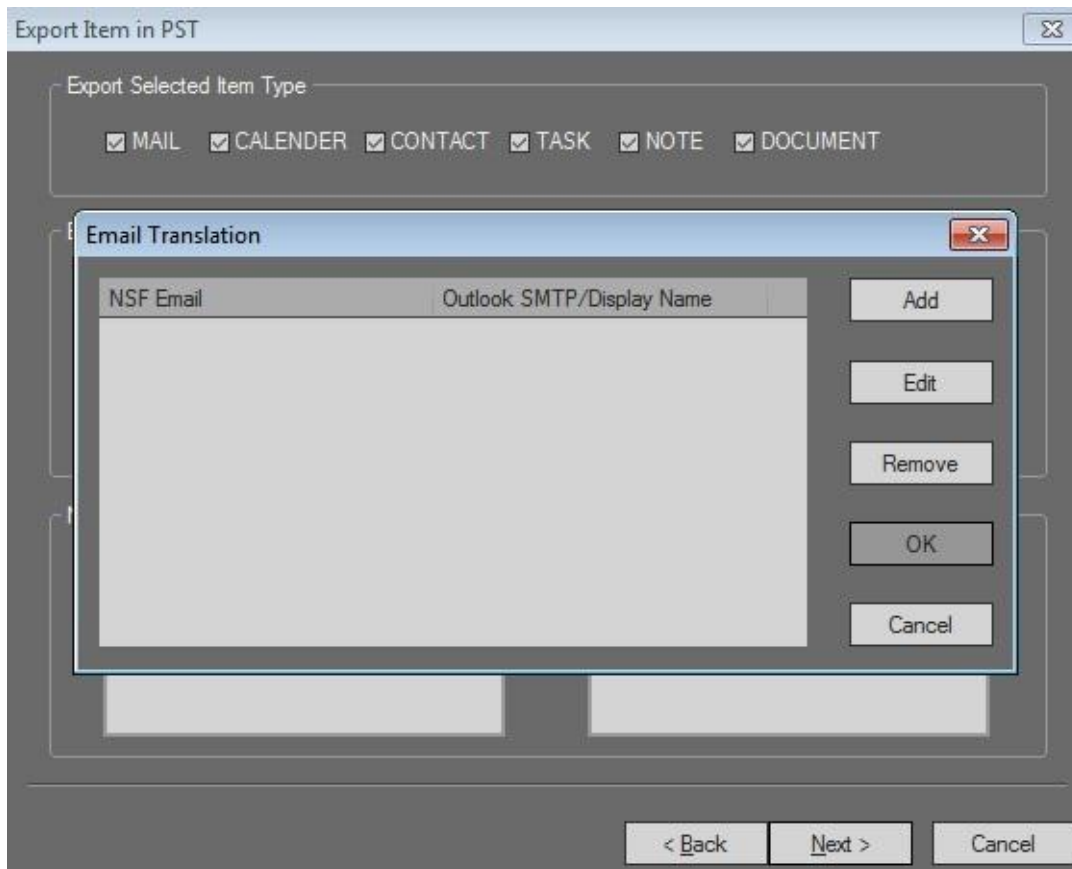 Export Item in PST
Export Selected Item Type
MAIL CALENDER CONTACT TASK NOTE DOCUMENT
Email Translation
NSF Email Outlook SMTP/Display Name
Add
Edit
Remove
OK
Cancel
< Back Next > Cancel